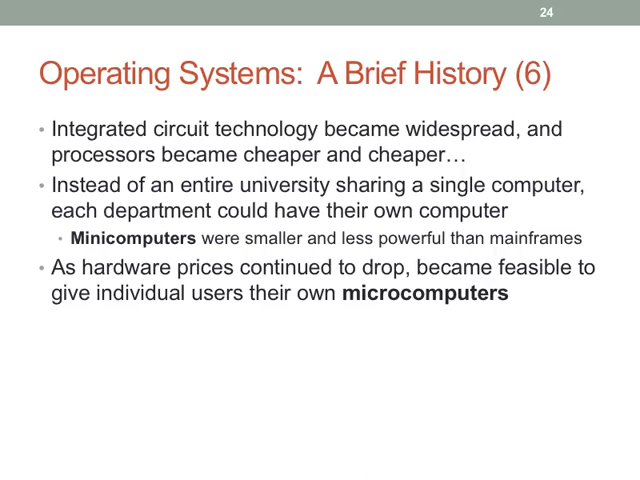 24
Operating Systems: A Brief History (6)
• Integrated circuit technology became widespread, and
processors became cheaper and cheaper…
• Instead of an entire university sharing a single computer,
each department could have their own computer
• Minicomputers were smaller and less powerful than mainframes
• As hardware prices continued to drop, became feasible to
give individual users their own microcomputers